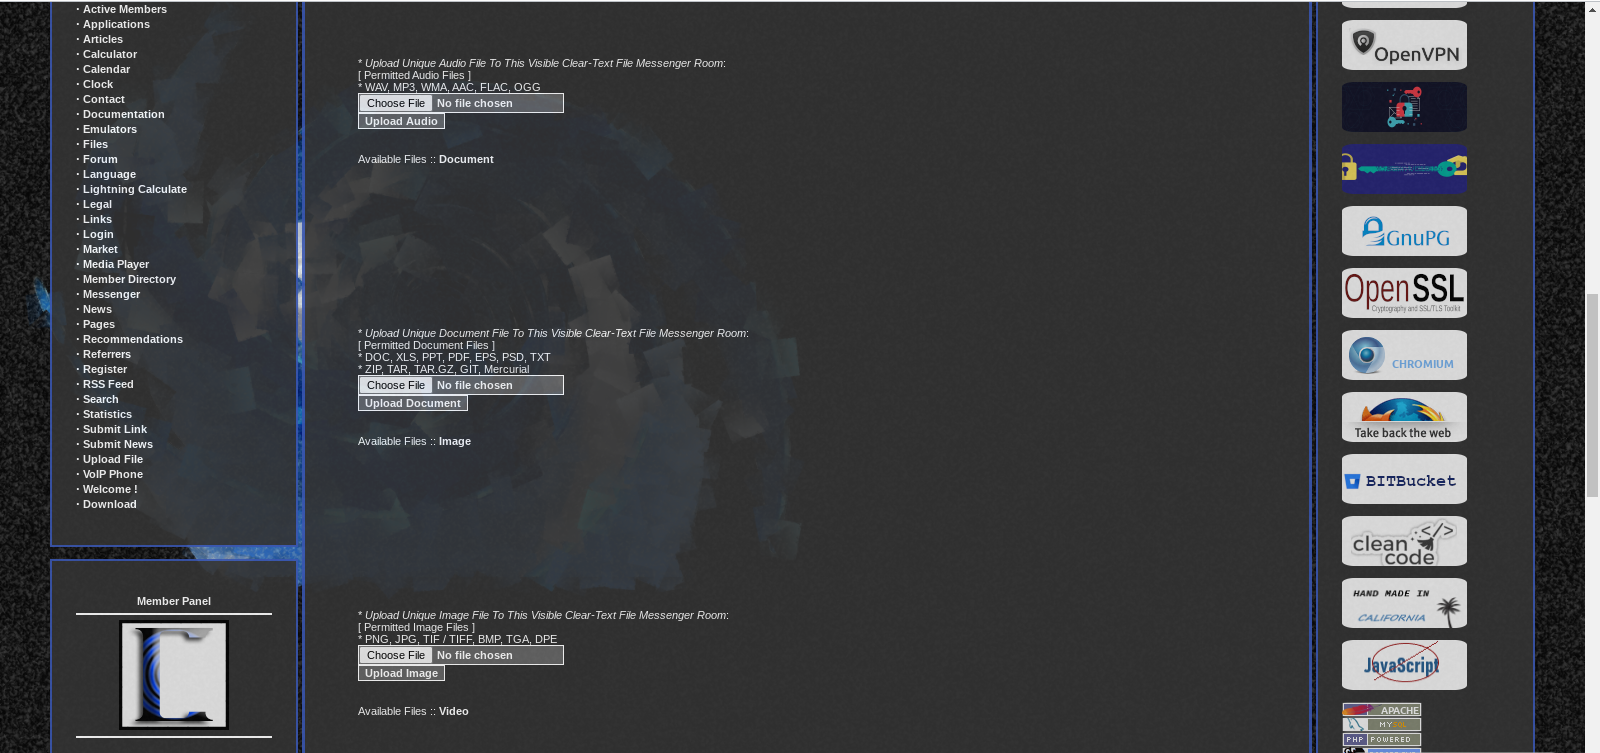 · Active Members
· Applications
· Articles
· Calculator
· Calendar
· Clock
· Contact
· Documentation
· Emulators
· Files
· Forum
· Language
· Lightning Calculate
· Legal
· Links
· Login
· Market
· Media Player
· Member Directory
· Messenger
· News
· Pages
· Recommendations
· Referrers
· Register
· RSS Feed
· Search
· Statistics
· Submit Link
· Submit News
· Upload File
· VoIP Phone
· Welcome !
· Download
Member Panel
* Upload Unique Audio File To This Visible Clear-Text File Messenger Room:
[ Permitted Audio Files ]
* WAV, MP3, WMA, AAC, FLAC, OGG
Choose File No file chosen
Upload Audio
Available Files :: Document
* Upload Unique Document File To This Visible Clear-Text File Messenger Room:
[ Permitted Document Files ]
* DOC, XLS, PPT, PDF, EPS, PSD, TXT
* ZIP, TAR, TAR.GZ, GIT, Mercurial
Choose File No file chosen
Upload Document
Available Files :: Image
* Upload Unique Image File To This Visible Clear-Text File Messenger Room:
[ Permitted Image Files ]
* PNG, JPG, TIF / TIFF, BMP, TGA, DPE
Choose File No file chosen
Upload Image
Available Files :: Video
OpenVPN
GnuPG
OpenSSL
Cryptography and SSL/TLS Toolkit
CHROMIUM
Take back the web
BITBucket
clean
code
HAND MADE IN
CALIFORNIA
JavaScript
APACHE
MYSQL
PHP POWERED